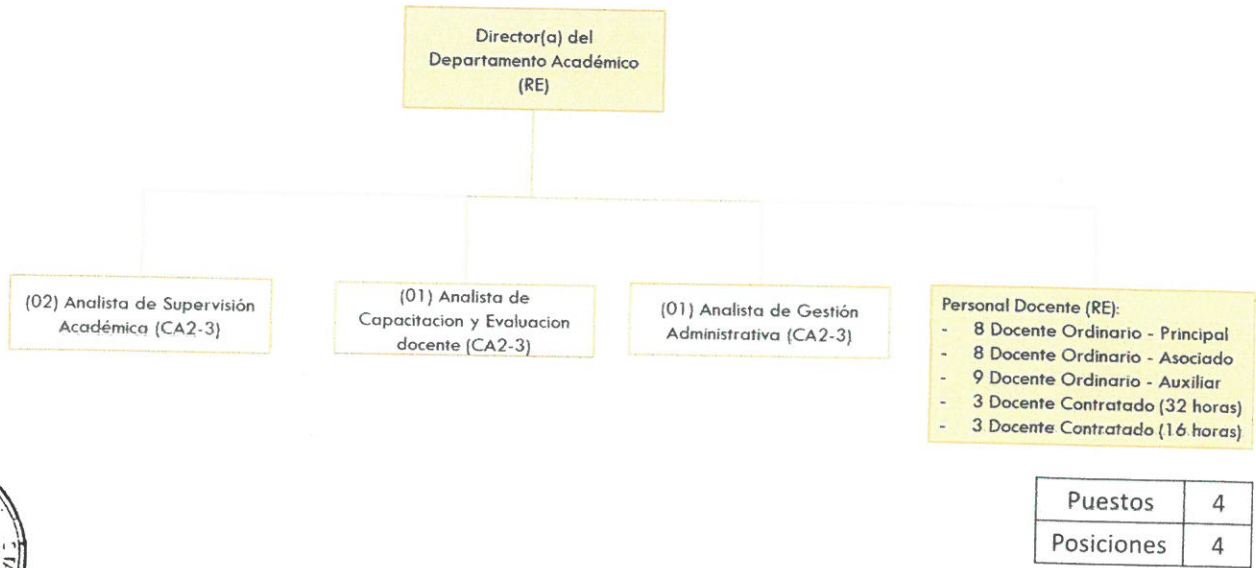 Director(a) del
Departamento Académico
(RE)
(02) Analista de Supervisión
Académica (CA2-3)
(01) Analista de
Capacitacion y Evaluacion
docente (CA2-3)
(01) Analista de Gestión
Administrativa (CA2-3)
Personal Docente (RE):
- 8 Docente Ordinario - Principal
- 8 Docente Ordinario - Asociado
- 9 Docente Ordinario - Auxiliar
- 3 Docente Contratado (32 horas)
- 3 Docente Contratado (16 horas)
Puestos 4
Posiciones 4